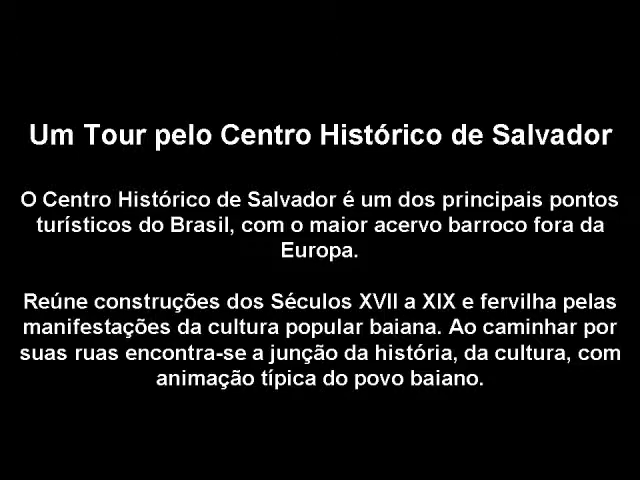 Um Tour pelo Centro Histórico de Salvador
O Centro Histórico de Salvador é um dos principais pontos
turísticos do Brasil, com o maior acervo barroco fora da
Europa.
Reúne construções dos Séculos XVII a XIX e fervilha pelas
manifestações da cultura popular baiana. Ao caminhar por
suas ruas encontra-se a junção da história, da cultura, com
animação típica do povo baiano.